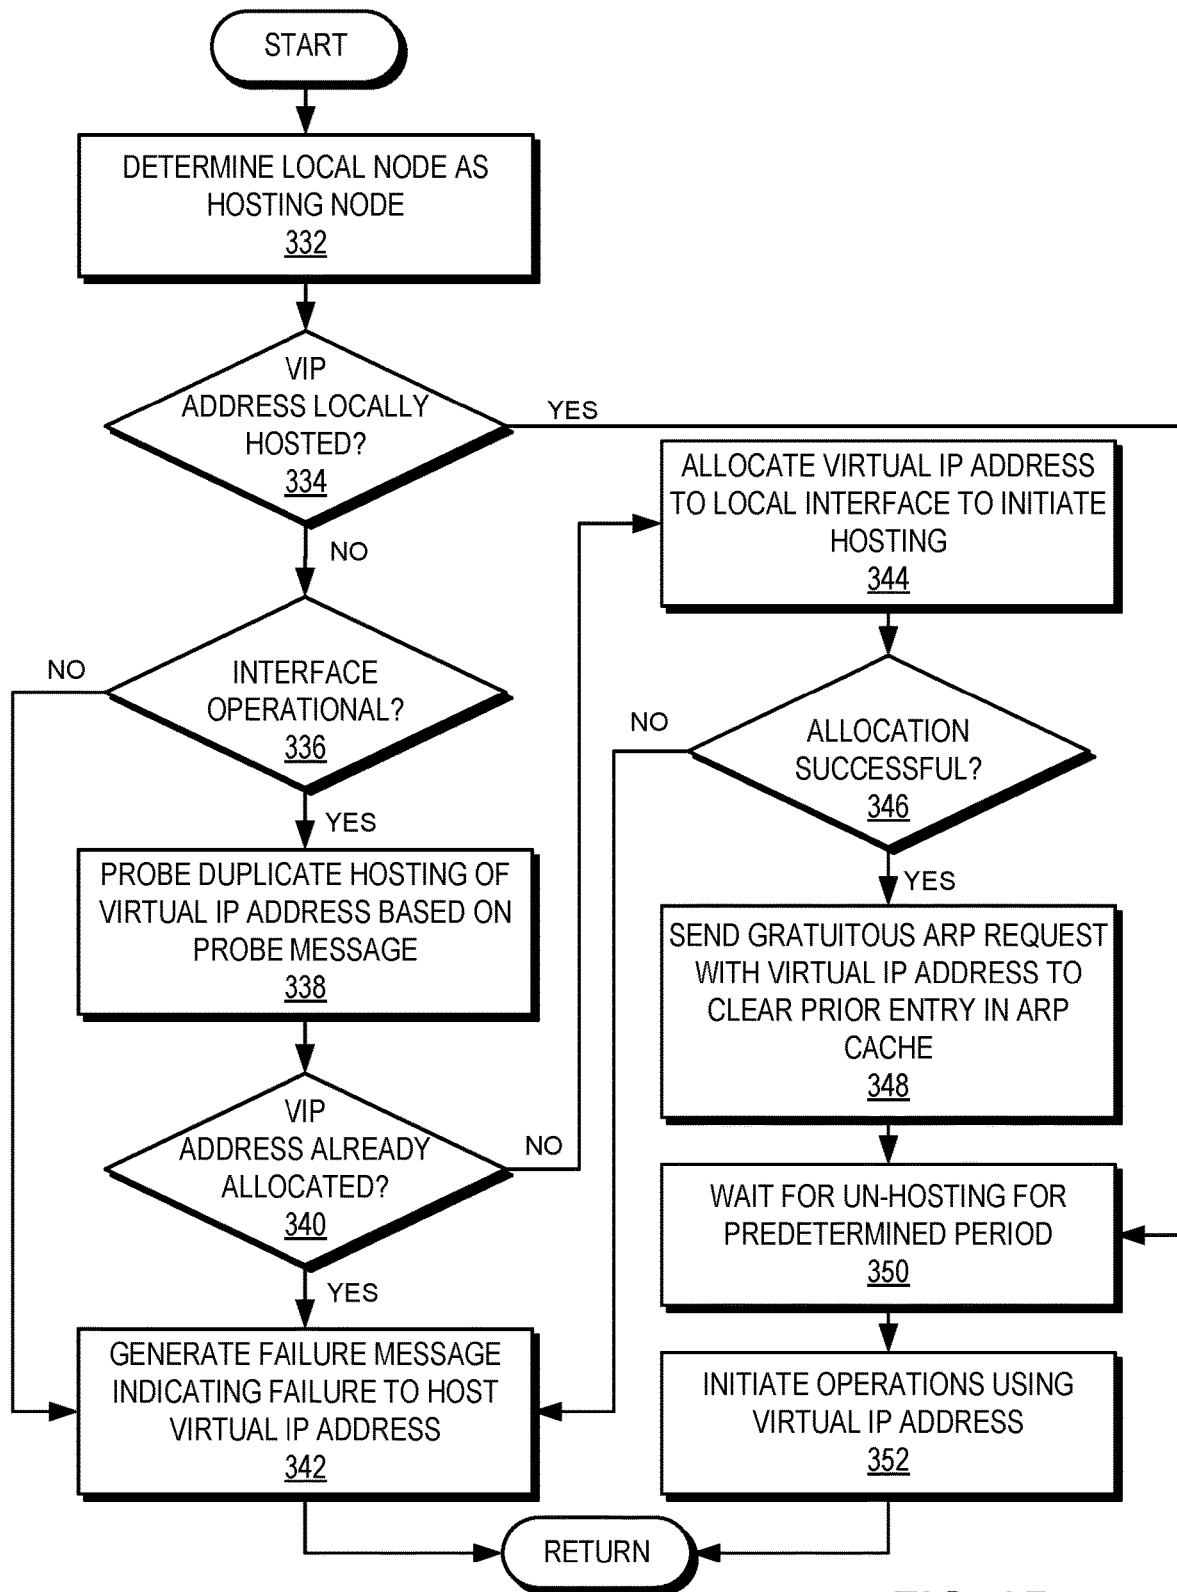 START
DETERMINE LOCAL NODE AS
HOSTING NODE
332
VIP
ADDRESS LOCALLY
HOSTED?
334
YES
NO
INTERFACE
OPERATIONAL?
336
NO
YES
PROBE DUPLICATE HOSTING OF
VIRTUAL IP ADDRESS BASED ON
PROBE MESSAGE
338
VIP
ADDRESS ALREADY
ALLOCATED?
340
NO
YES
GENERATE FAILURE MESSAGE
INDICATING FAILURE TO HOST
VIRTUAL IP ADDRESS
342
ALLOCATE VIRTUAL IP ADDRESS
TO LOCAL INTERFACE TO INITIATE
HOSTING
344
ALLOCATION
SUCCESSFUL?
346
NO
YES
SEND GRATUITOUS ARP REQUEST
WITH VIRTUAL IP ADDRESS TO
CLEAR PRIOR ENTRY IN ARP
CACHE
348
WAIT FOR UN-HOSTING FOR
PREDETERMINED PERIOD
350
INITIATE OPERATIONS USING
VIRTUAL IP ADDRESS
352
RETURN